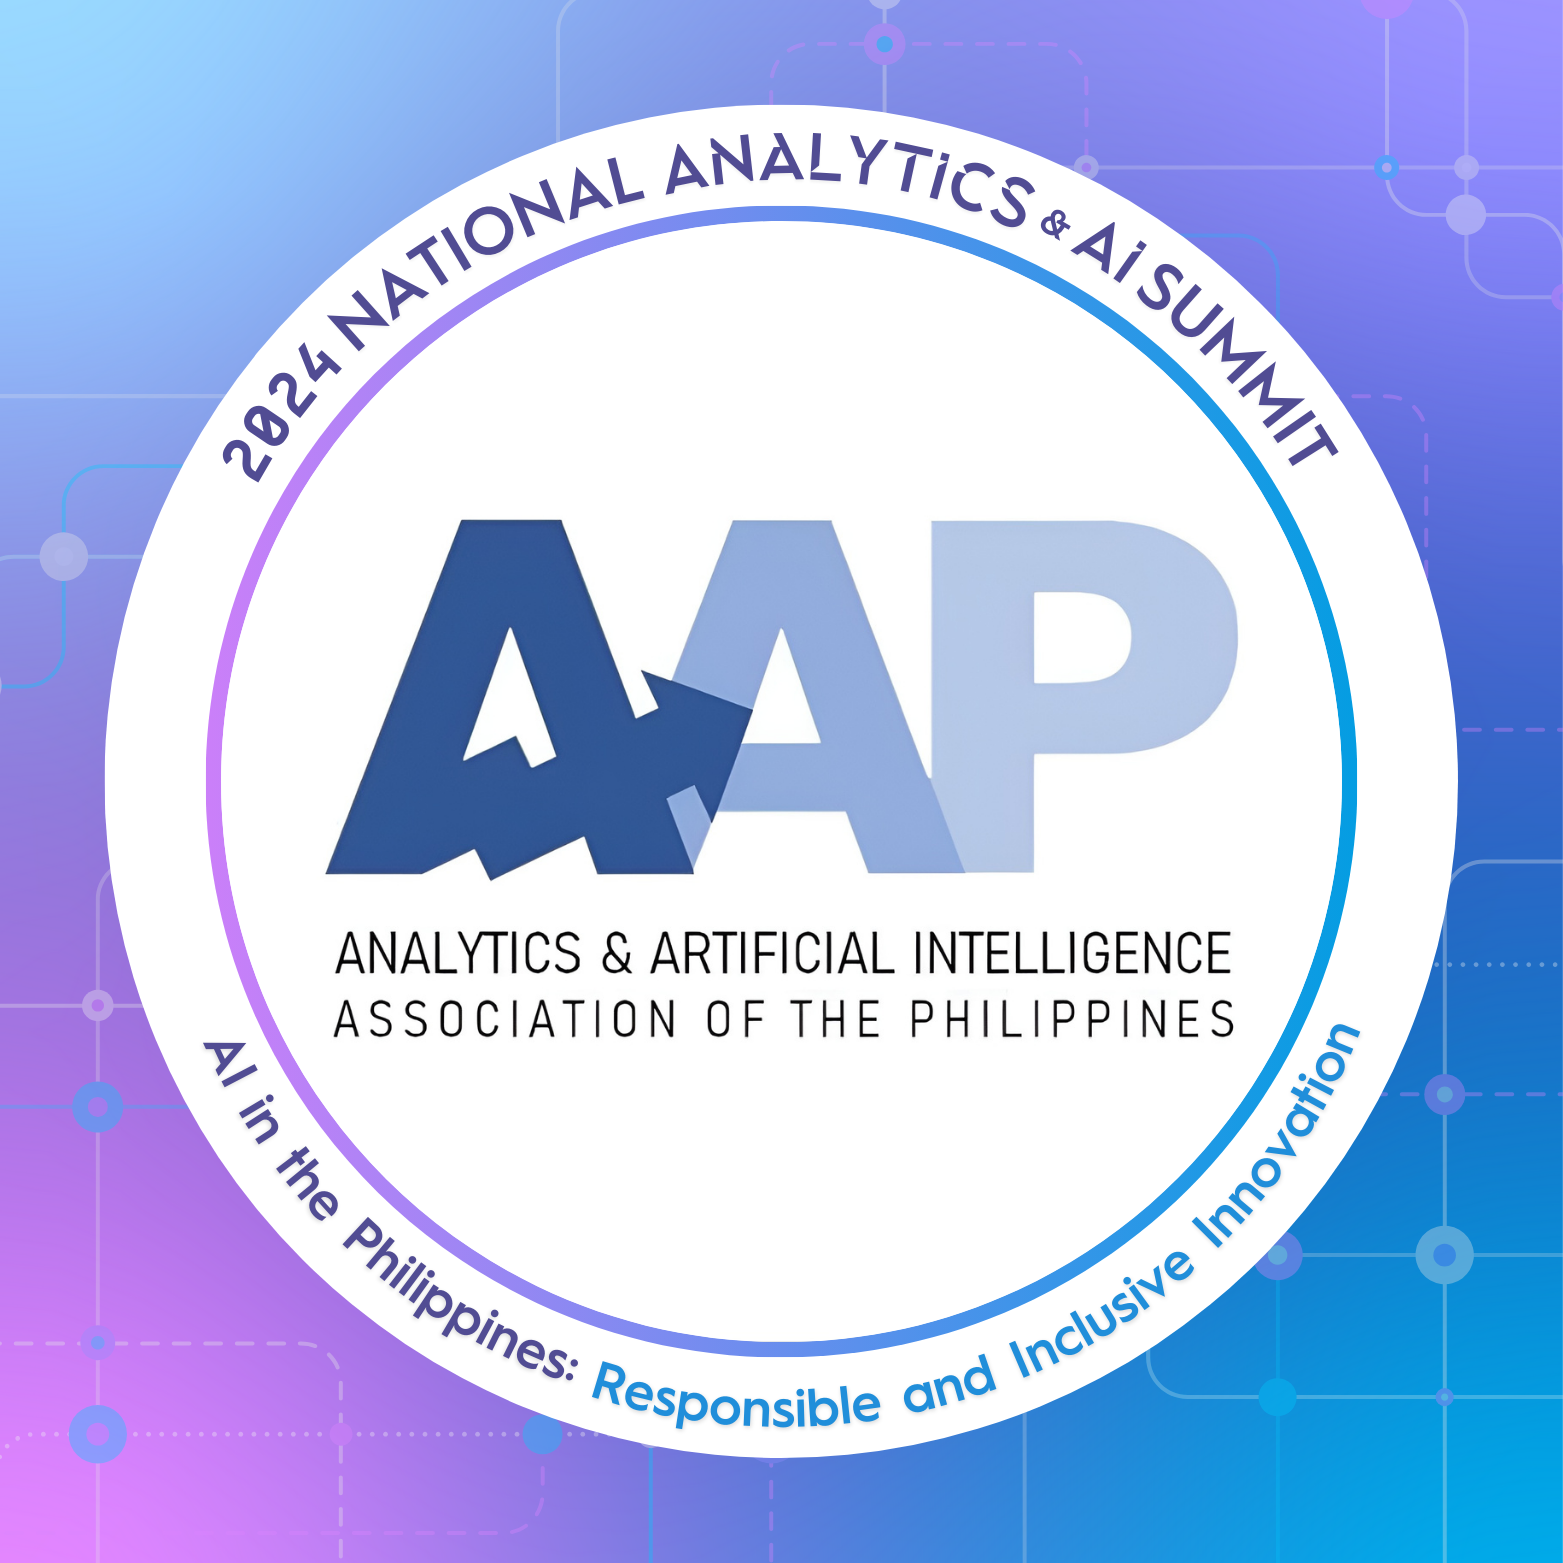 2024 NATIONAL ANALYTiCS & Ai SUMMIT
AAP
ANALYTICS & ARTIFICIAL INTELLIGENCE
ASSOCIATION OF THE PHILIPPINES
AI in the Philippines: Responsible and Inclusive Innovation